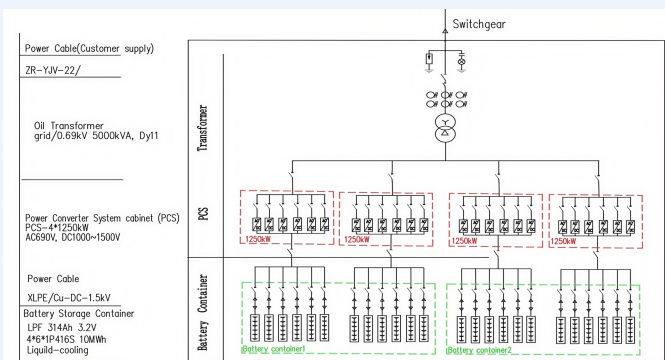 Switchgear
Power Cable(Customer supply)
ZR-YJV-22/
Oil Transformer
grid/0.69kV 5000kVA, Dy11
Transformer
Power Converter System cabinet (PCS)
PCS-4*1250kW
AC690V, DC1000~1500V
PCS
1250kW
1250kW
1250kW
1250kW
Power Cable
XLPE/Cu-DC-1.5kV
Battery Storage Container
LPF 314Ah 3.2V
4*6*1P416S 10MWh
Liquild-cooling
Battery Container
Battery container1
Battery container2